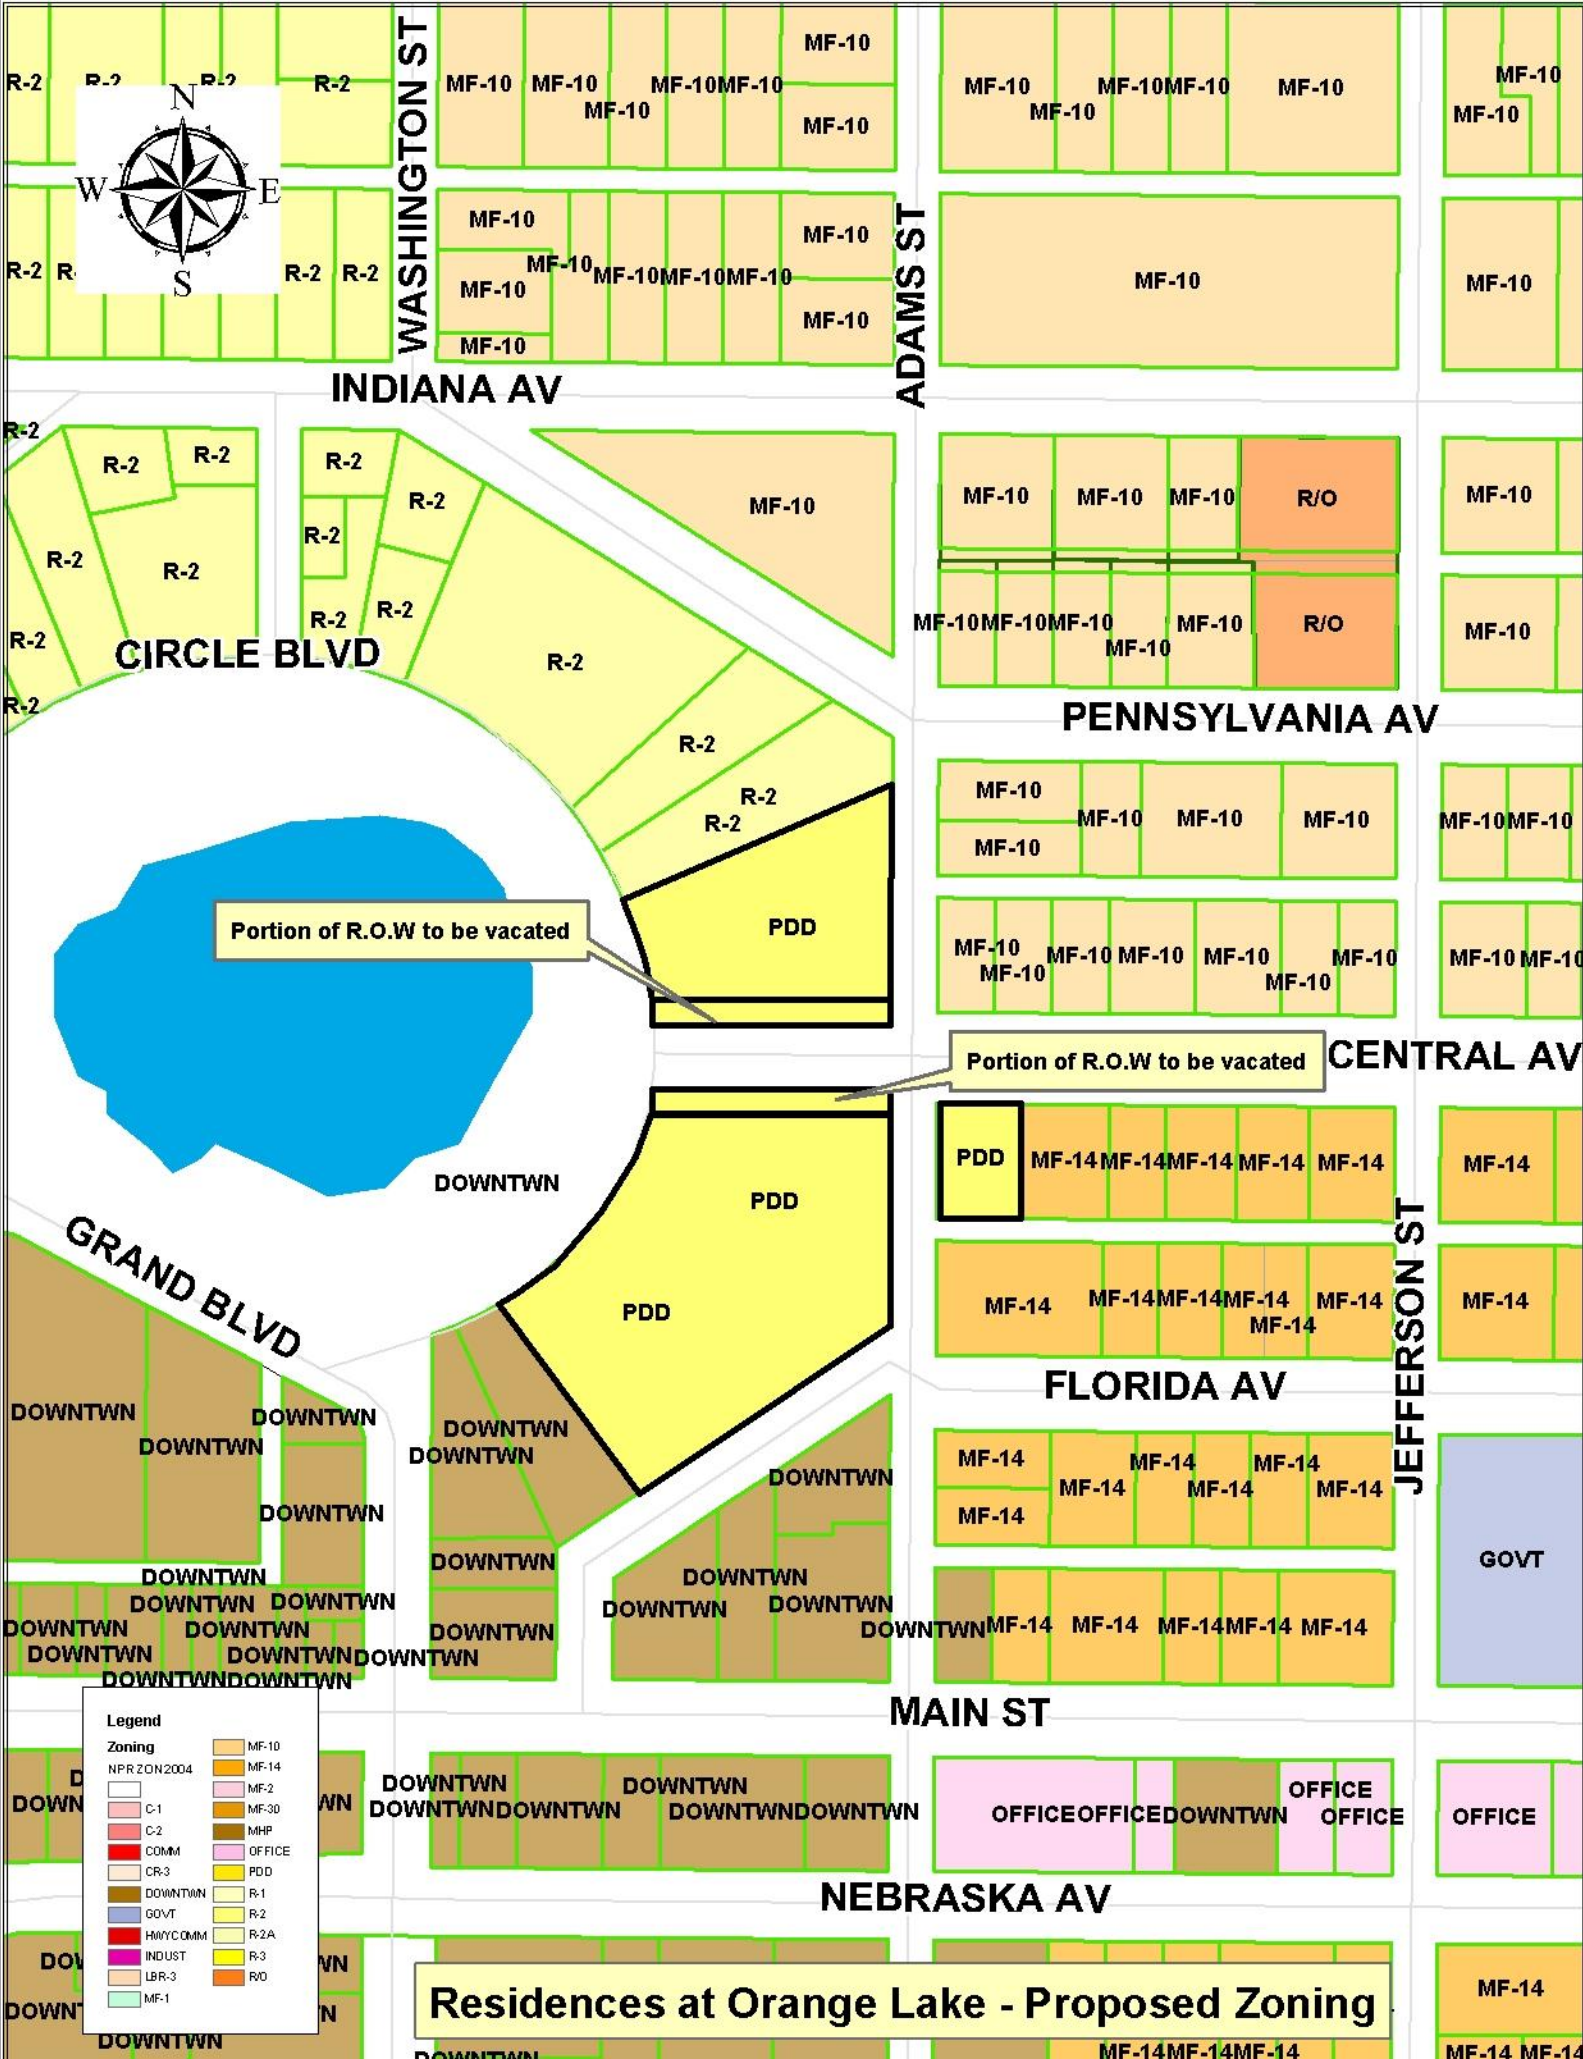 WASHINGTON ST
R-2 R-2 R-2 R-2 MF-10 MF-10 MF-10 MF-10 MF-10 MF-10
MF-10
MF-10 MF-10 MF-10 MF-10 MF-10
MF-10
MF-10
N
W E
S
R-2 R-2 R-2
MF-10
MF-10
MF-10
MF-10 MF-10 MF-10 MF-10
MF-10
MF-10
ADAMS ST
MF-10
MF-10
INDIANA AV
R-2
R-2
R-2
R-2
R-2
R-2
R-2
R-2
R-2
R-2
R-2
R-2
R-2
MF-10
MF-10 MF-10 MF-10 R/O
MF-10
MF-10 MF-10 MF-10 MF-10 MF-10 R/O
MF-10
CIRCLE BLVD
PENNSYLVANIA AV
R-2
R-2
R-2
MF-10
MF-10
MF-10 MF-10 MF-10
MF-10 MF-10
PDD
Portion of R.O.W to be vacated
MF-10 MF-10 MF-10 MF-10 MF-10 MF-10 MF-10
MF-10 MF-10
Portion of R.O.W to be vacated
CENTRAL AV
DOWNTWN
PDD
PDD
PDD MF-14 MF-14 MF-14 MF-14 MF-14
MF-14
GRAND BLVD
MF-14 MF-14 MF-14 MF-14 MF-14 MF-14
MF-14
JEFFERSON ST
FLORIDA AV
DOWNTWN
DOWNTWN
DOWNTWN
DOWNTWN
DOWNTWN
DOWNTWN
DOWNTWN
MF-14
MF-14
MF-14 MF-14 MF-14 MF-14 MF-14
GOVT
DOWNTWN
DOWNTWN
DOWNTWN
DOWNTWN
DOWNTWN
DOWNTWN
DOWNTWN DOWNTWN
DOWNTWN DOWNTWN
DOWNTWN DOWNTWN DOWNTWN
DOWNTWN DOWNTWN
DOWNTWN MF-14 MF-14 MF-14 MF-14 MF-14
MAIN ST
DOWNTWN
DOWNTWN DOWNTWN
DOWNTWN
DOWNTWN DOWNTWN
OFFICE OFFICE DOWNTWN OFFICE
OFFICE
OFFICE
NEBRASKA AV
Legend
Zoning
NPRZON2004
C-1
C-2
COMM
CR-3
DOWNTWN
GOVT
HWYCOMM
INDUST
LBR-3
MF-1
MF-10
MF-14
MF-2
MF-30
MHP
OFFICE
PDD
R-1
R-2
R-2A
R-3
R/O
Residences at Orange Lake - Proposed Zoning
MF-14
DOWNTWN
DOWNTWN
MF-14 MF-14 MF-14
MF-14 MF-14